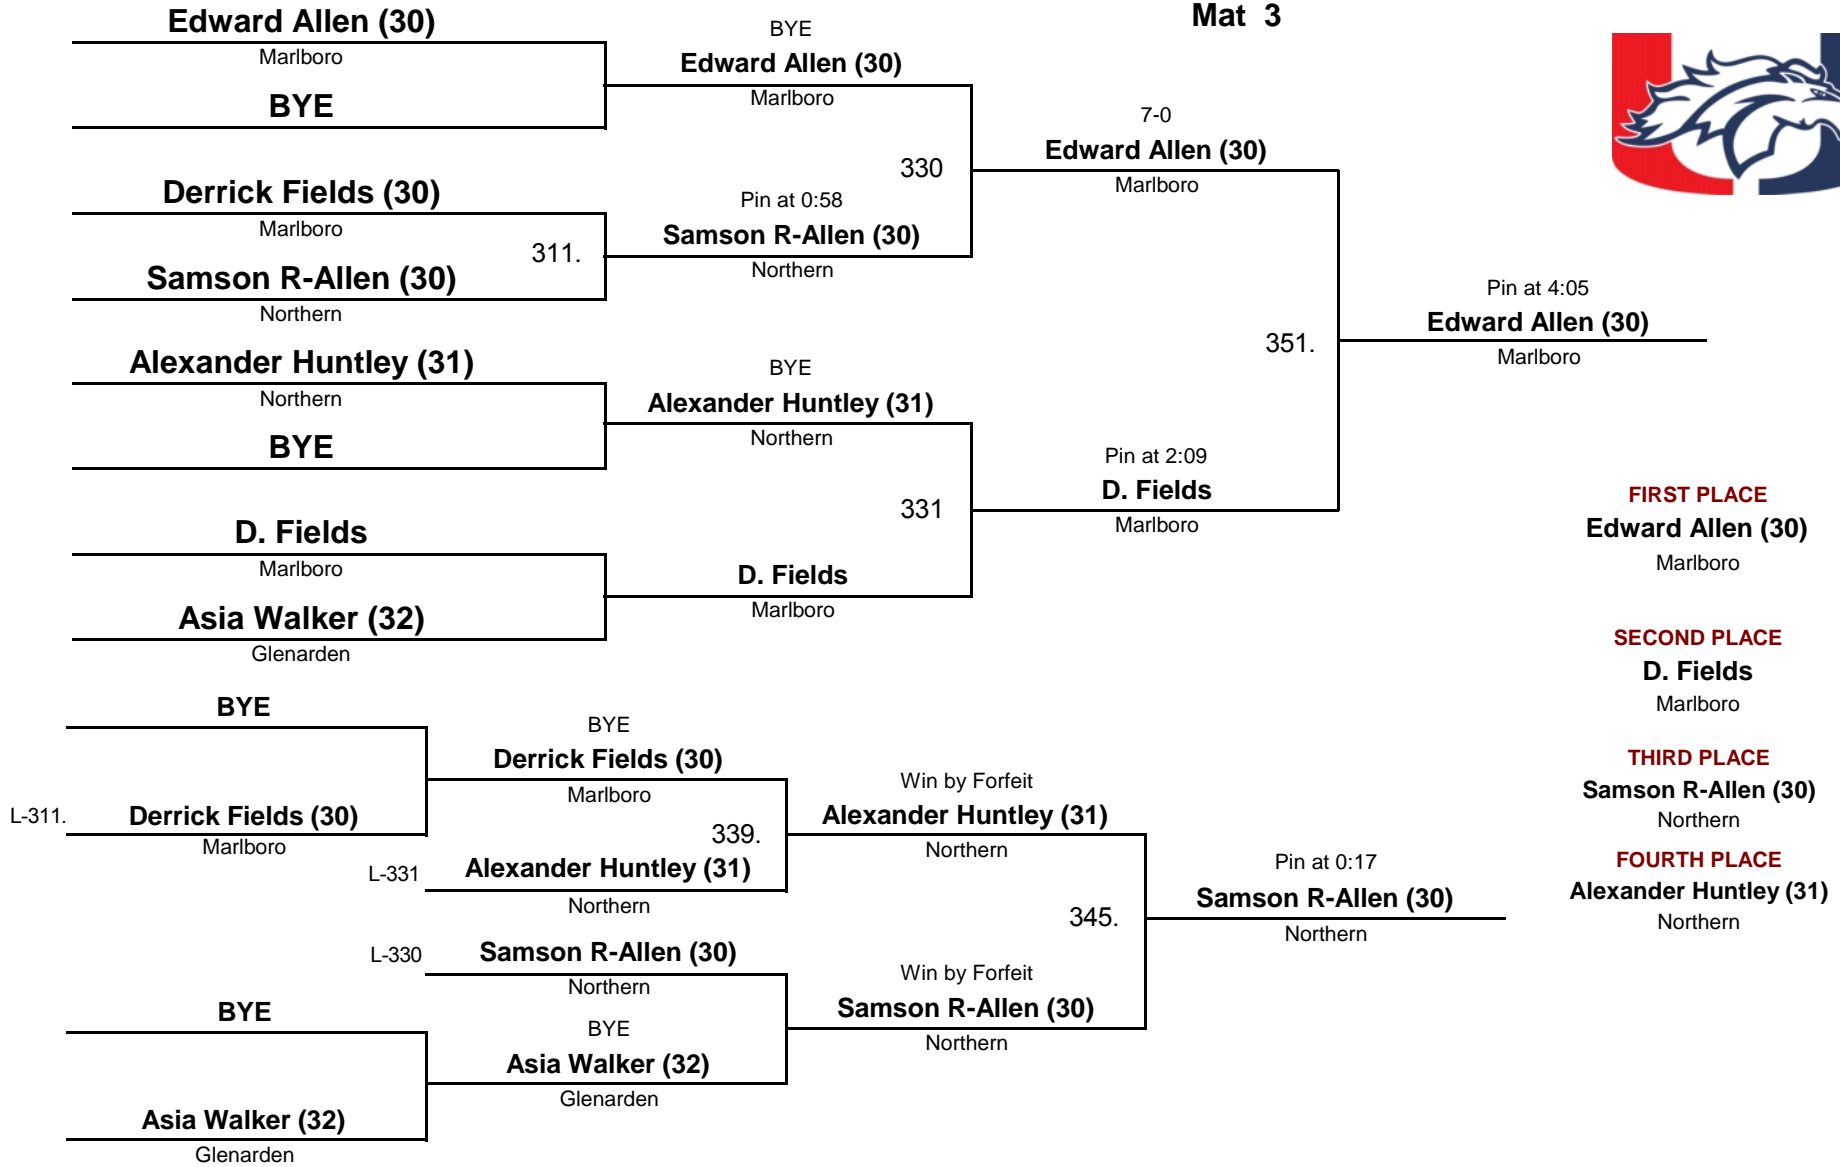 Mat 3
Edward Allen (30)
Marlboro
BYE
Derrick Fields (30)
Marlboro
311.
Samson R-Allen (30)
Northern
Alexander Huntley (31)
Northern
BYE
D. Fields
Marlboro
Asia Walker (32)
Glenarden
BYE
Edward Allen (30)
Marlboro
330
Pin at 0:58
Samson R-Allen (30)
Northern
BYE
Alexander Huntley (31)
Northern
331
D. Fields
Marlboro
7-0
Edward Allen (30)
Marlboro
351.
Pin at 2:09
D. Fields
Marlboro
Pin at 4:05
Edward Allen (30)
Marlboro
BYE
L-311.
Derrick Fields (30)
Marlboro
BYE
Derrick Fields (30)
Marlboro
339.
L-331
Alexander Huntley (31)
Northern
L-330
Samson R-Allen (30)
Northern
BYE
Asia Walker (32)
Glenarden
BYE
Asia Walker (32)
Glenarden
Win by Forfeit
Alexander Huntley (31)
Northern
345.
Win by Forfeit
Samson R-Allen (30)
Northern
Pin at 0:17
Samson R-Allen (30)
Northern
FIRST PLACE
Edward Allen (30)
Marlboro
SECOND PLACE
D. Fields
Marlboro
THIRD PLACE
Samson R-Allen (30)
Northern
FOURTH PLACE
Alexander Huntley (31)
Northern